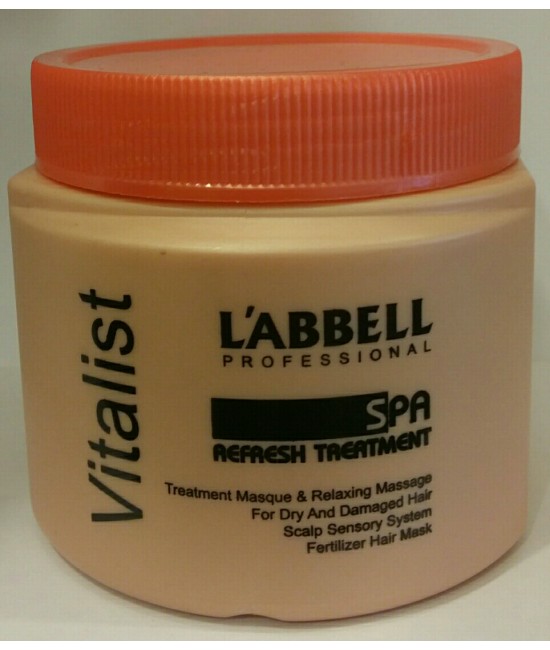 Vitalist
L'ABBELL
PROFESSIONAL
SPA
REFRESH TREATMENT
Treatment Masque & Relaxing Massage
For Dry And Damaged Hair
Scalp Sensory System
Fertilizer Hair Mask